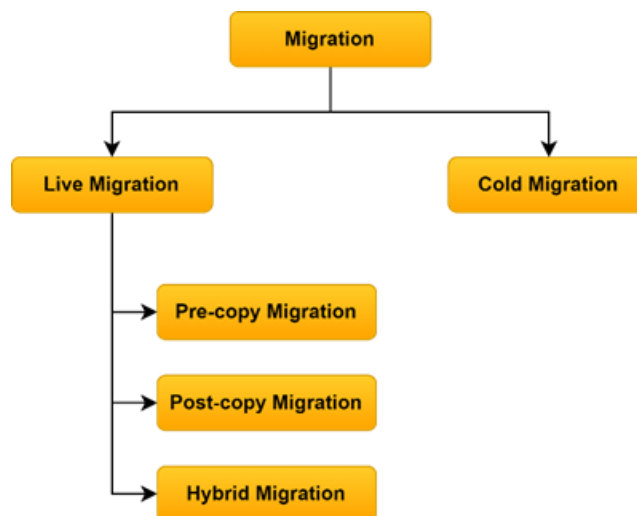 Migration
Live Migration
Cold Migration
Pre-copy Migration
Post-copy Migration
Hybrid Migration